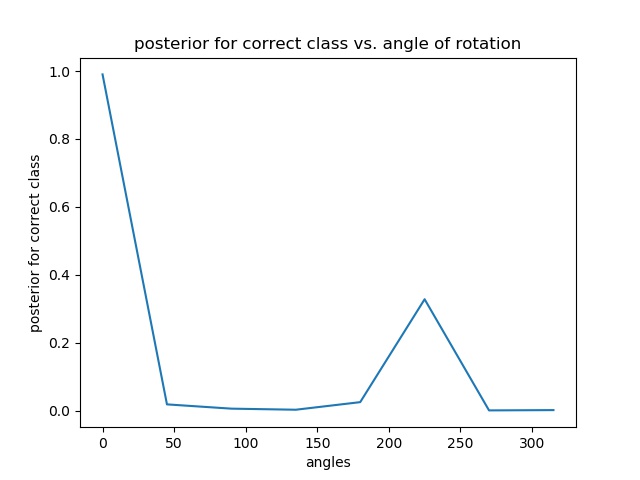 posterior for correct class vs. angle of rotation
posterior for correct class
1.0
0.8
0.6
0.4
0.2
0.0
0 50 100 150 200 250 300
angles